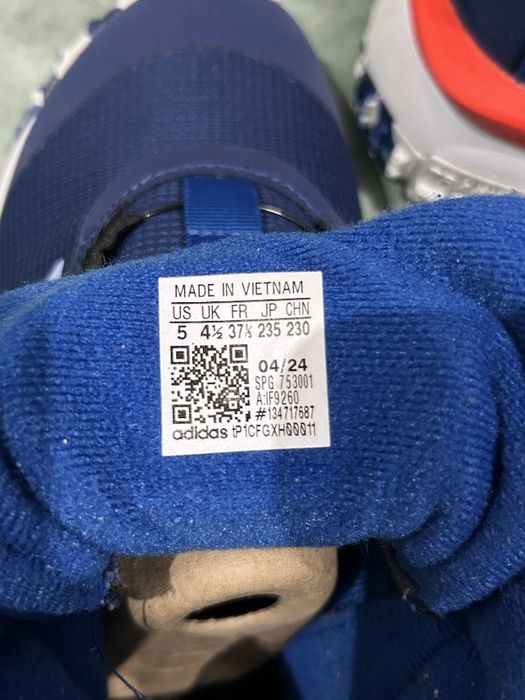 MADE IN VIETNAM
US UK FR JP CHN
5 4½ 37⅓ 235 230
04/24
SPG 753001
A:IF9260
#134717687
adidas tP1CFGXH00011